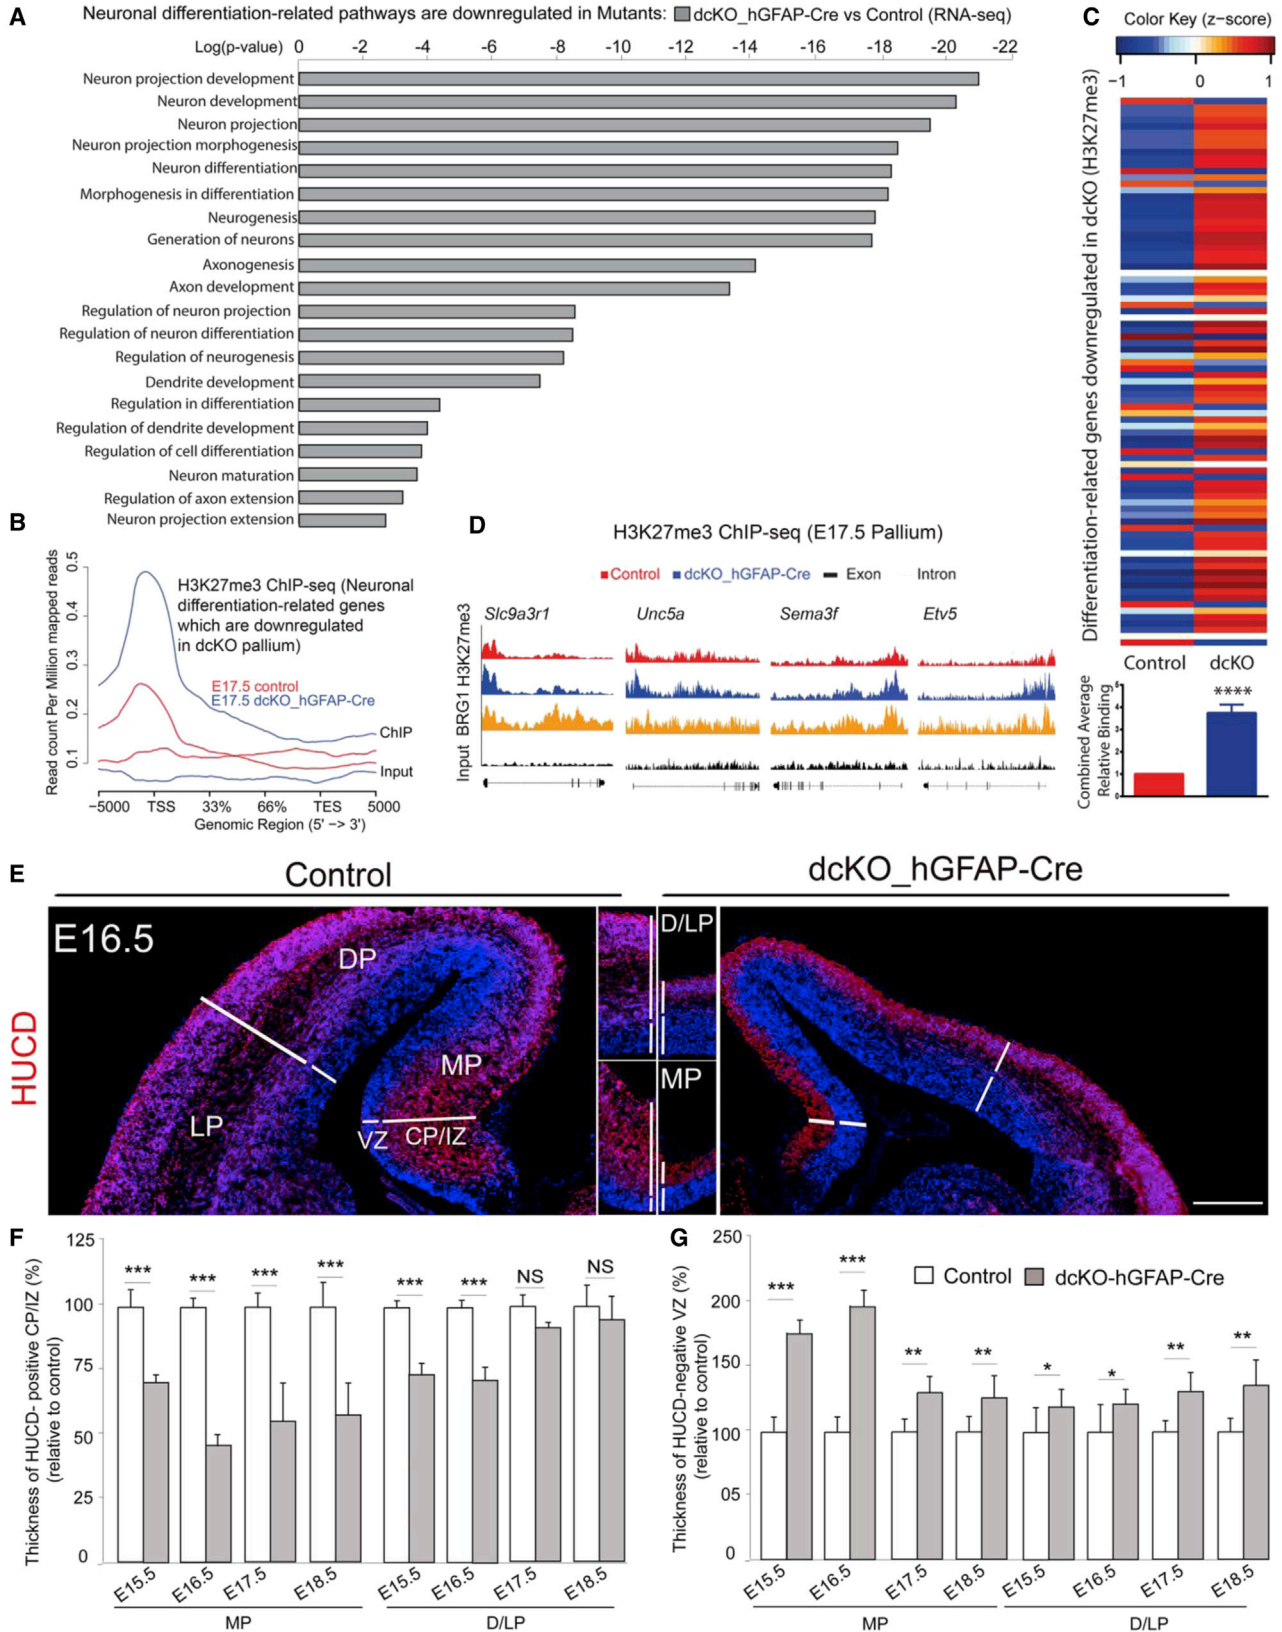 A
Neuronal differentiation-related pathways are downregulated in Mutants: dcKO_hGFAP-Cre vs Control (RNA-seq)
Log(p-value) 0 -2 -4 -6 -8 -10 -12 -14 -16 -18 -20 -22
Neuron projection development
Neuron development
Neuron projection
Neuron projection morphogenesis
Neuron differentiation
Morphogenesis in differentiation
Neurogenesis
Generation of neurons
Axonogenesis
Axon development
Regulation of neuron projection
Regulation of neuron differentiation
Regulation of neurogenesis
Dendrite development
Regulation in differentiation
Regulation of dendrite development
Regulation of cell differentiation
Neuron maturation
Regulation of axon extension
Neuron projection extension
B
Read count Per Million mapped reads
0.5
0.4
0.3
0.2
0.1
H3K27me3 ChIP-seq (Neuronal
differentiation-related genes
which are downregulated
in dcKO pallium)
E17.5 control
E17.5 dcKO_hGFAP-Cre
ChIP
Input
−5000 TSS 33% 66% TES 5000
Genomic Region (5' −> 3')
C
Color Key (z−score)
−1 0 1
Differentiation-related genes downregulated in dcKO (H3K27me3)
Control dcKO
Combined Average
Relative Binding
5
4
3
2
1
0
****
D
H3K27me3 ChIP-seq (E17.5 Pallium)
Control dcKO_hGFAP-Cre Exon Intron
Slc9a3r1 Unc5a Sema3f Etv5
H3K27me3
BRG1
Input
E
Control dcKO_hGFAP-Cre
HUCD
E16.5
DP
MP
LP
VZ CP/IZ
D/LP
MP
F
Thickness of HUCD- positive CP/IZ (%)
(relative to control)
125
100
75
50
25
0
*** *** *** *** *** *** NS NS
E15.5 E16.5 E17.5 E18.5 E15.5 E16.5 E17.5 E18.5
MP D/LP
G
Thickness of HUCD-negative VZ (%)
(relative to control)
250
200
150
100
05
0
Control dcKO-hGFAP-Cre
*** *** ** ** * * ** **
E15.5 E16.5 E17.5 E18.5 E15.5 E16.5 E17.5 E18.5
MP D/LP